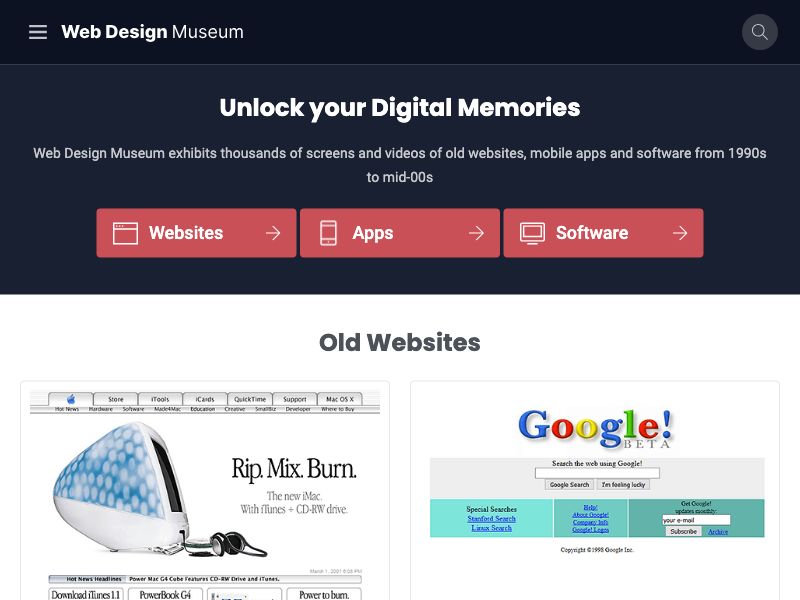 Web Design Museum
Unlock your Digital Memories
Web Design Museum exhibits thousands of screens and videos of old websites, mobile apps and software from 1990s
to mid-00s
Websites
Apps
Software
Old Websites
Store iTools iCards QuickTime Support Mac OS X
Hot News Hardware Software Made4Mac Education Creative SmallBiz Developer Where to Buy
Rip. Mix. Burn.
The new iMac.
With iTunes + CD-RW drive.
March 1, 2001 6:08 PM
Hot News Headlines Power Mac G4 Cube Features CD-RW Drive and iTunes.
Download iTunes 1.1 PowerBook G4 Power to burn.
Google!
BETA
Search the web using Google!
Google Search I'm feeling lucky
Special Searches
Stanford Search
Linux Search
Help!
About Google!
Company Info
Google! Logos
Get Google!
updates monthly:
your e-mail
Subscribe Archive
Copyright ©1998 Google Inc.